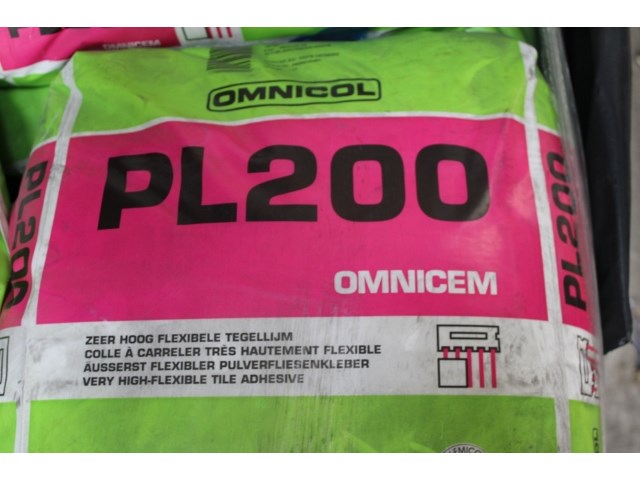 OMNICEM
OMNICOL
PL200
PL200
PL200
OMNICEM
ZEER HOOG FLEXIBELE TEGELLIJM
COLLE À CARRELER TRÈS HAUTEMENT FLEXIBLE
ÄUSSERST FLEXIBLER PULVERFLIESENKLEBER
VERY HIGH-FLEXIBLE TILE ADHESIVE